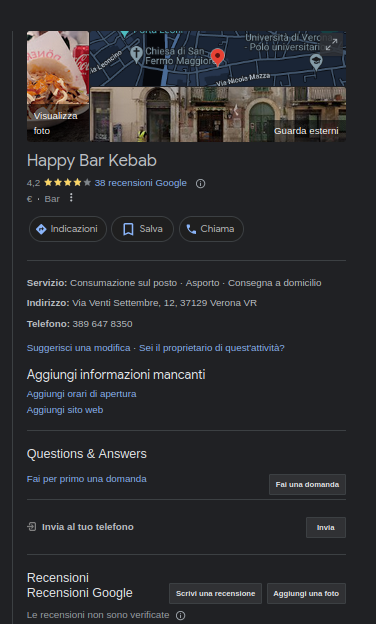 Porta Leoni
Università di Verona
- Polo universitari
Chiesa di San
Fermo Maggior
via Leoncino
Via Nicola Mazza
Visualizza
foto
Guarda esterni
Happy Bar Kebab
4,2 ★★★★★ 38 recensioni Google
€ · Bar
Indicazioni
Salva
Chiama
Servizio: Consumazione sul posto · Asporto · Consegna a domicilio
Indirizzo: Via Venti Settembre, 12, 37129 Verona VR
Telefono: 389 647 8350
Suggerisci una modifica · Sei il proprietario di quest'attività?
Aggiungi informazioni mancanti
Aggiungi orari di apertura
Aggiungi sito web
Questions & Answers
Fai per primo una domanda
Fai una domanda
Invia al tuo telefono
Invia
Recensioni
Recensioni Google
Scrivi una recensione
Aggiungi una foto
Le recensioni non sono verificate